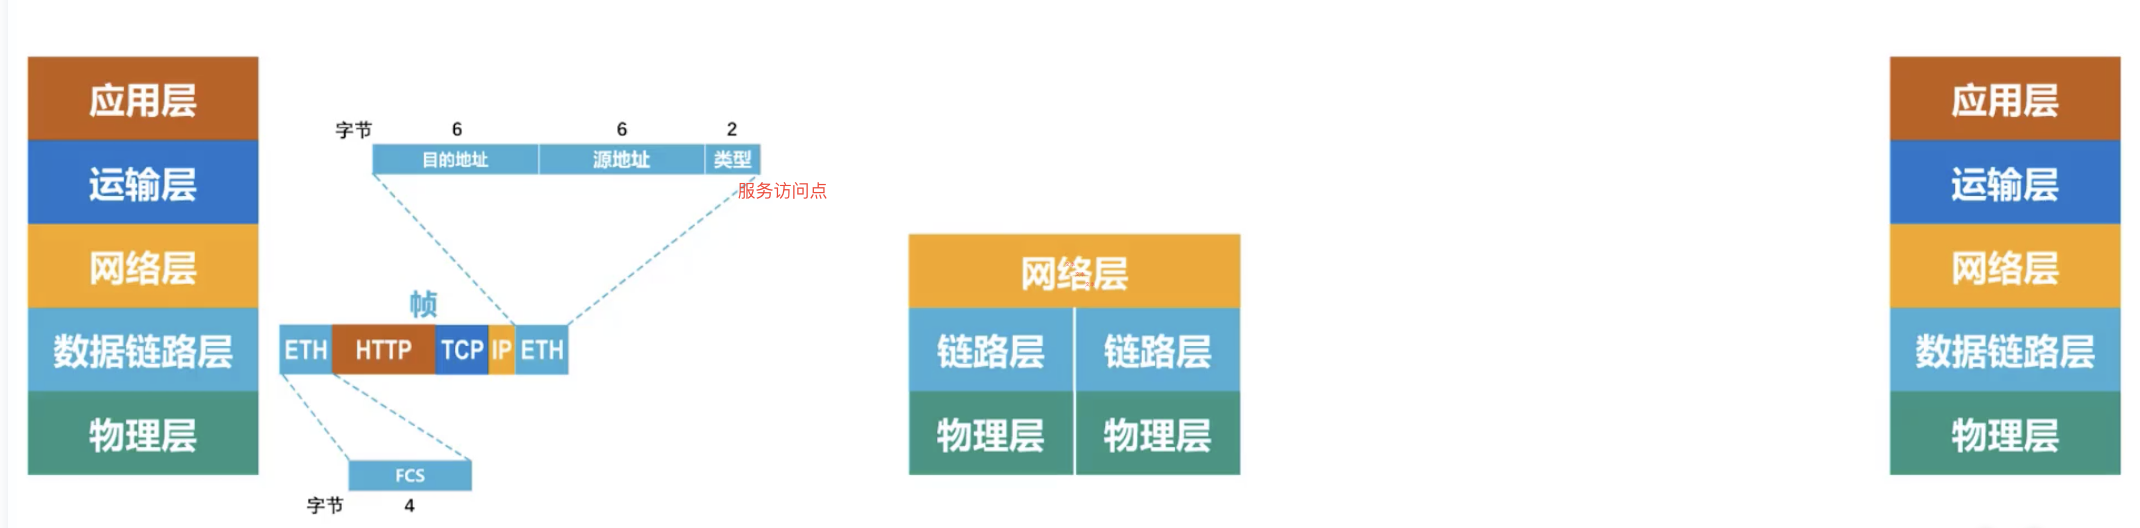 应用层
运输层
网络层
数据链路层
物理层
字节 6 6 2
目的地址 源地址 类型
服务访问点
帧
ETH HTTP TCP IP ETH
FCS
字节 4
网络层
链路层 链路层
物理层 物理层
应用层
运输层
网络层
数据链路层
物理层